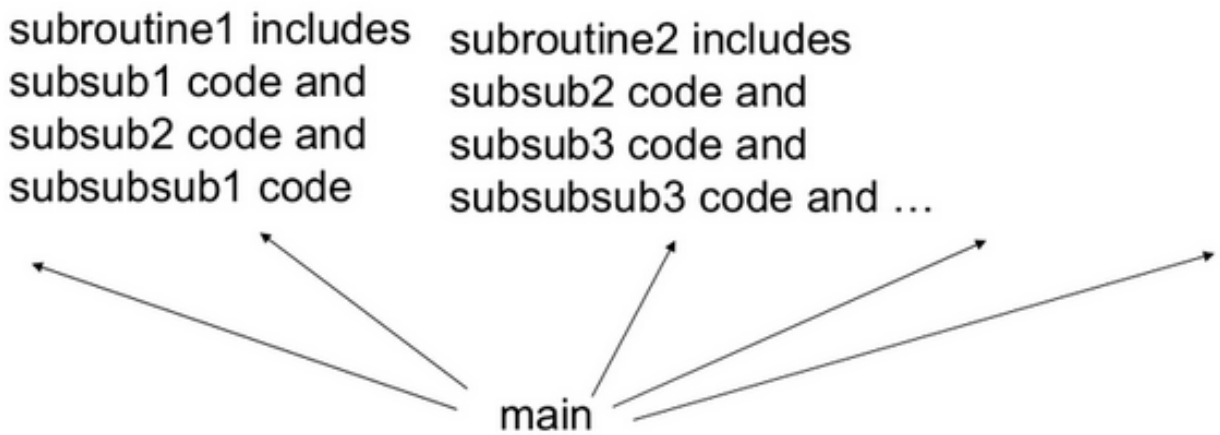 subroutine1 includes
subsub1 code and
subsub2 code and
subsubsub1 code
subroutine2 includes
subsub2 code and
subsub3 code and
subsubsub3 code and …
main